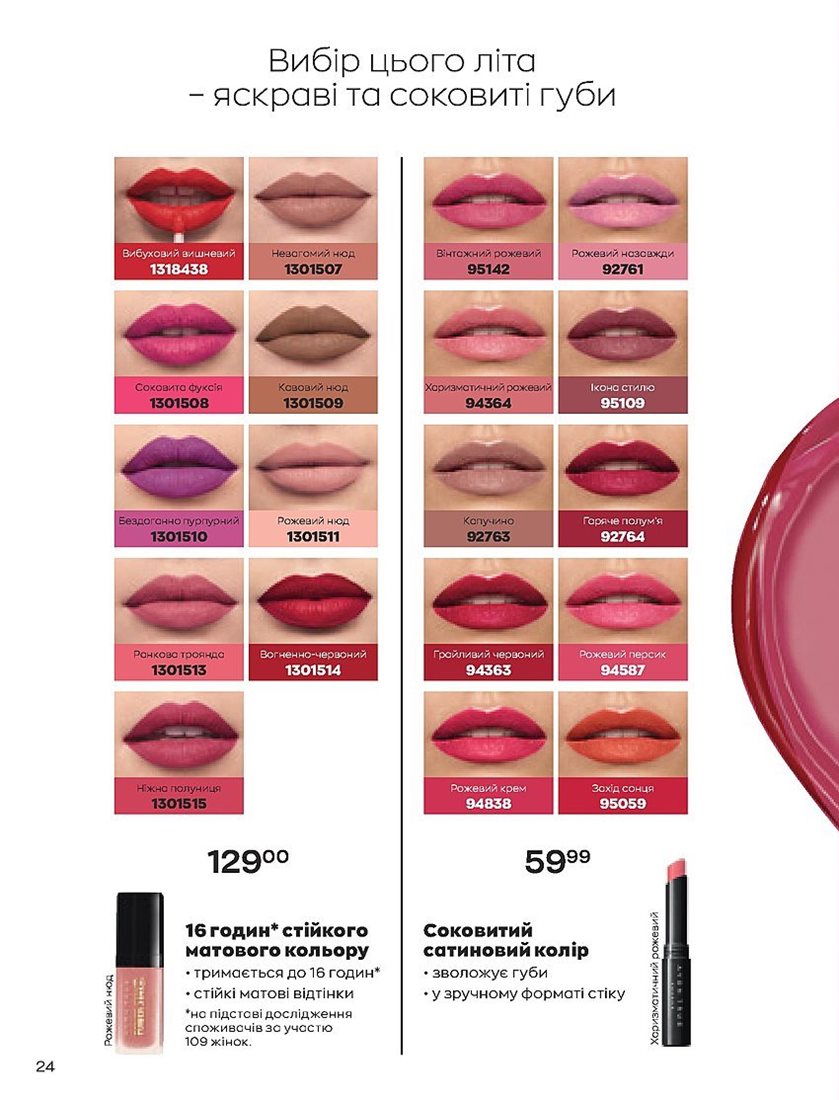 Вибір цього літа
– яскраві та соковиті губи
Вибуховий вишневий
1318438
Невагомий нюд
1301507
Соковита фуксія
1301508
Кавовий нюд
1301509
Бездоганно пурпурний
1301510
Рожевий нюд
1301511
Ранкова троянда
1301513
Вогненно-червоний
1301514
Ніжна полуниця
1301515
129⁰⁰
Рожевий нюд
16 годин* стійкого
матового кольору
• тримається до 16 годин*
• стійкі матові відтінки
*на підставі дослідження
споживачів за участю
109 жінок.
Вінтажний рожевий
95142
Рожевий назавжди
92761
Харизматичний рожевий
94364
Ікона стилю
95109
Капучино
92763
Гаряче полум'я
92764
Грайливий червоний
94363
Рожевий персик
94587
Рожевий крем
94838
Захід сонця
95059
59⁹⁹
Соковитий
сатиновий колір
• зволожує губи
• у зручному форматі стіку
Харизматичний рожевий
24